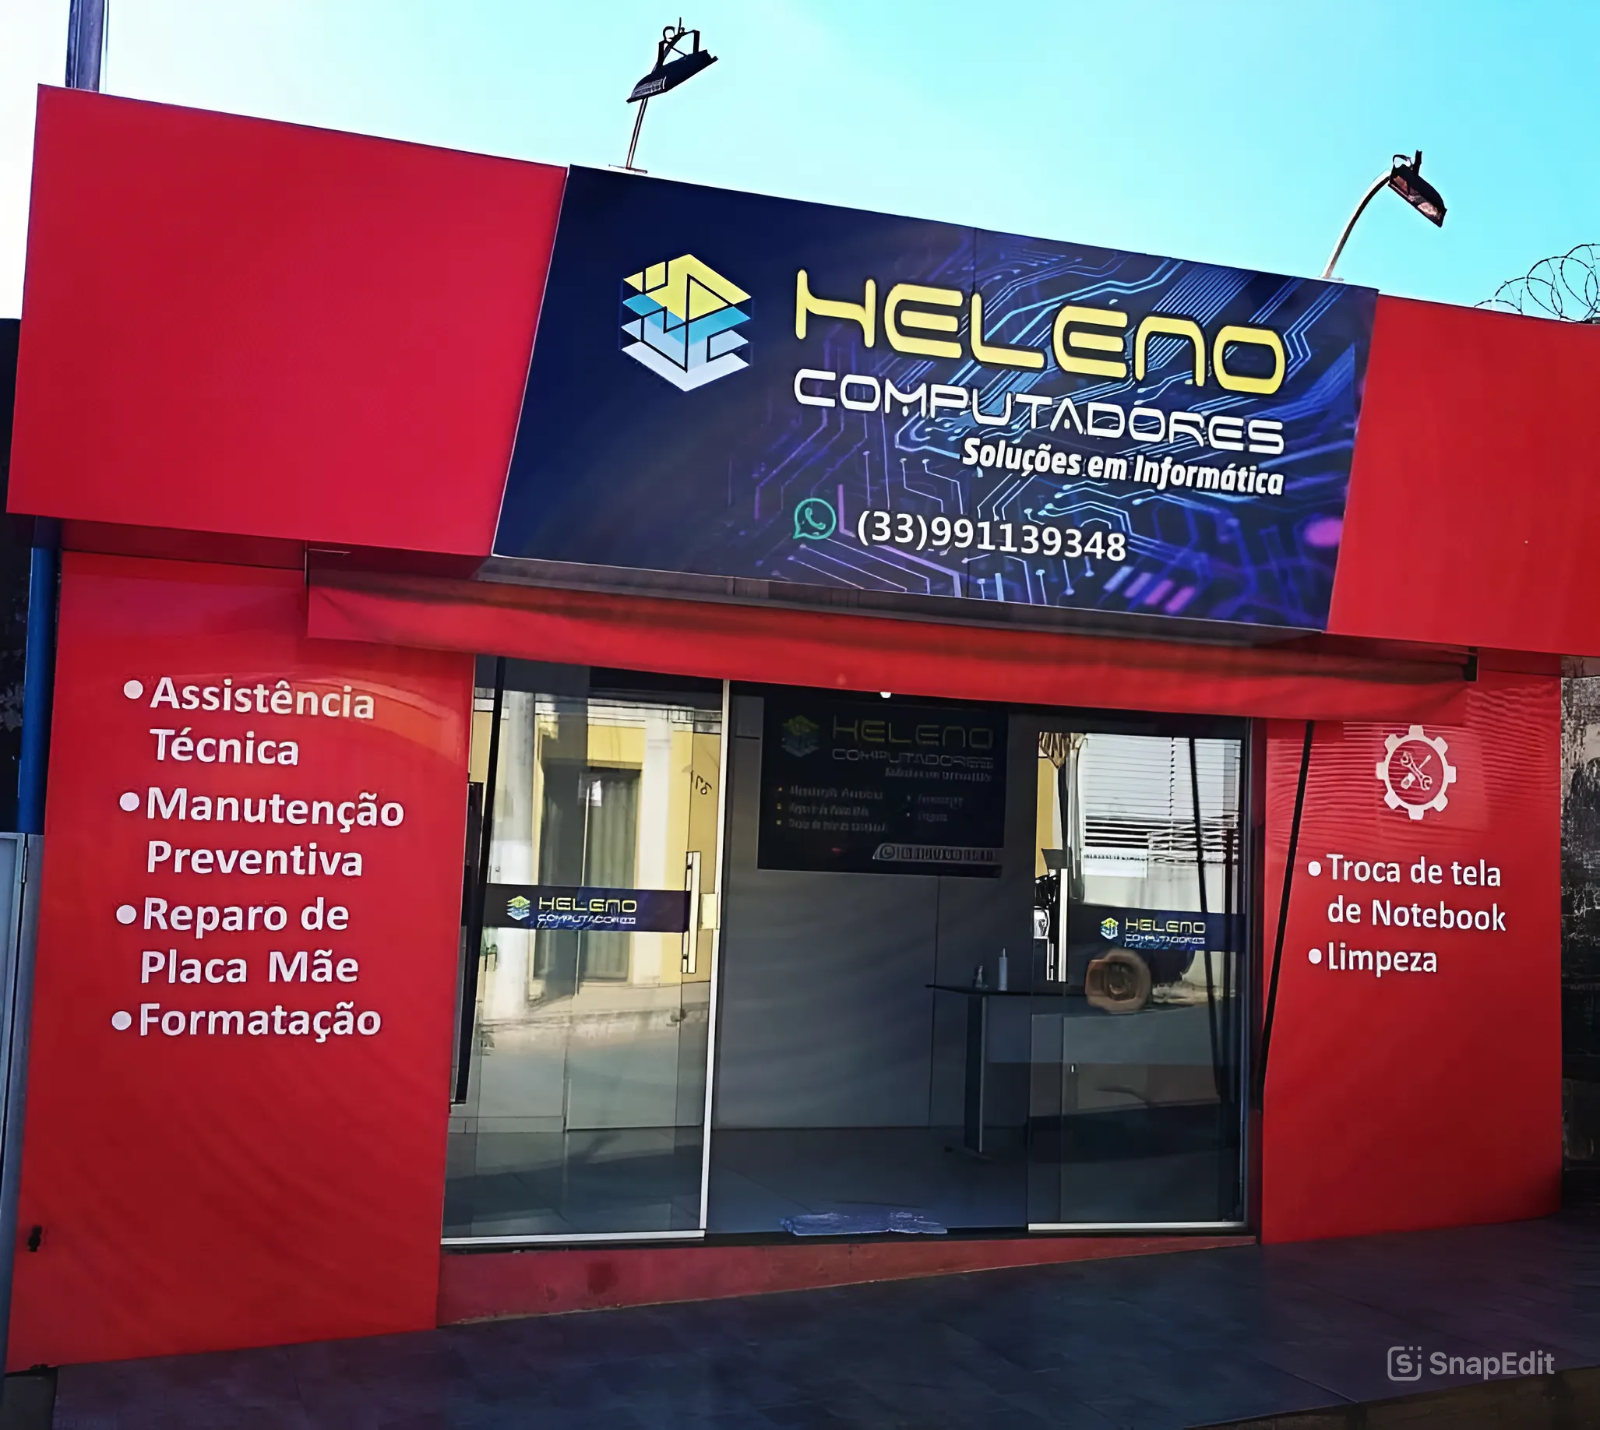 HELENO
COMPUTADORES
Soluções em Informática
(33)991139348
•Assistência
Técnica
•Manutenção
Preventiva
•Reparo de
Placa Mãe
•Formatação
HELENO
COMPUTADORES
HELENO
COMPUTADORES
HELENO
COMPUTADORES
•Troca de tela
de Notebook
•Limpeza
SnapEdit